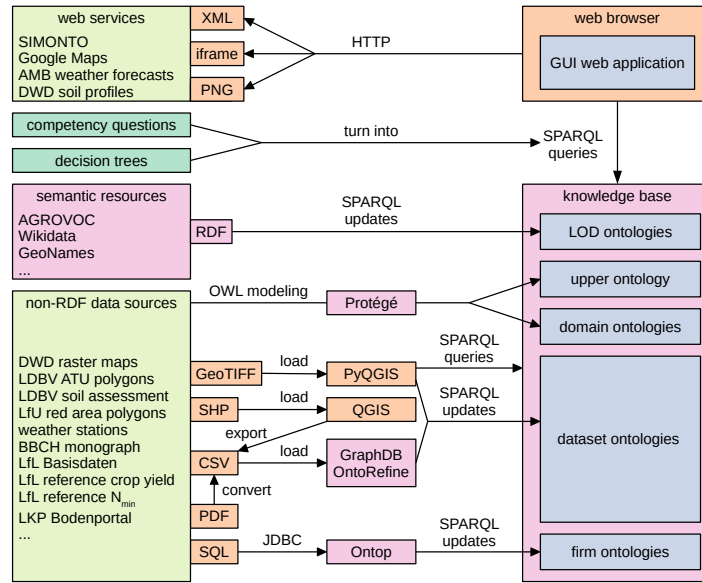 web services
SIMONTO
Google Maps
AMB weather forecasts
DWD soil profiles
XML
iframe
PNG
HTTP
web browser
GUI web application
competency questions
decision trees
turn into
SPARQL
queries
semantic resources
AGROVOC
Wikidata
GeoNames
...
RDF
SPARQL
updates
knowledge base
LOD ontologies
upper ontology
domain ontologies
dataset ontologies
firm ontologies
non-RDF data sources
OWL modeling
Protégé
DWD raster maps
LDBV ATU polygons
LDBV soil assessment
LfU red area polygons
weather stations
BBCH monograph
LfL Basisdaten
LfL reference crop yield
LfL reference Nmin
LKP Bodenportal
...
GeoTIFF
load
PyQGIS
SPARQL
queries
SHP
load
QGIS
SPARQL
updates
export
CSV
load
GraphDB
OntoRefine
convert
PDF
SQL
JDBC
Ontop
SPARQL
updates